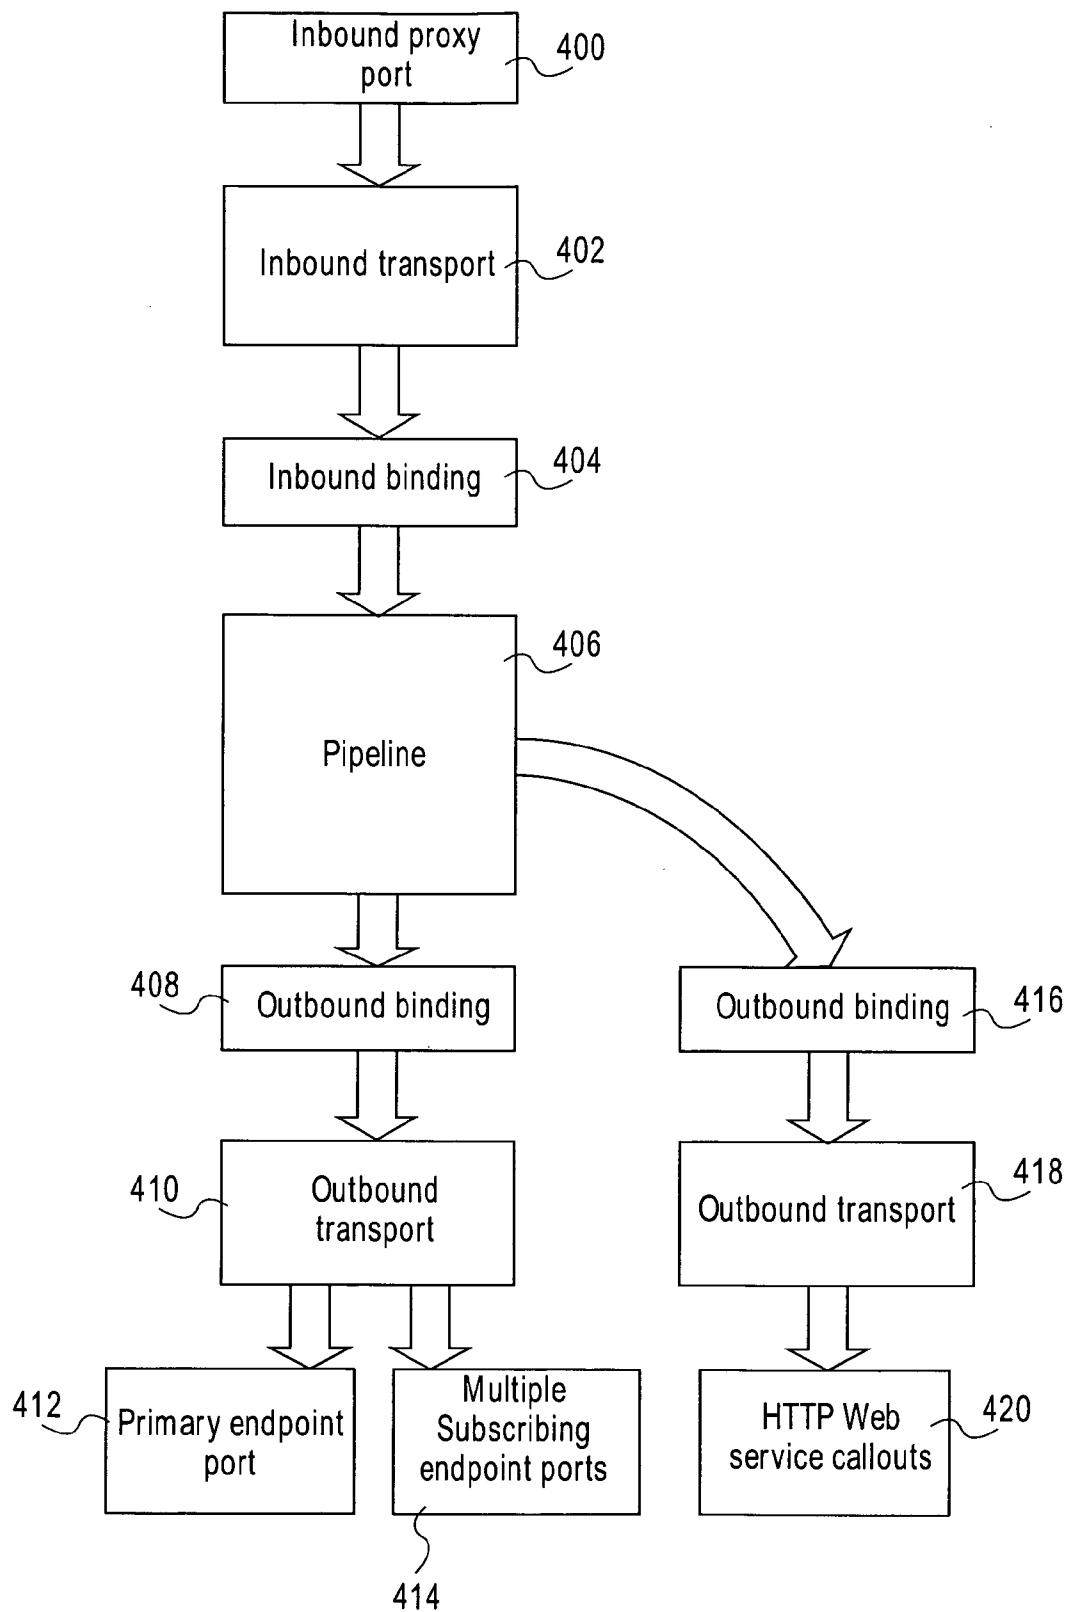 Inbound proxy
port
400
Inbound transport
402
Inbound binding
404
406
Pipeline
408
Outbound binding
Outbound binding
416
410
Outbound
transport
Outbound transport
418
412
Primary endpoint
port
Multiple
Subscribing
endpoint ports
414
HTTP Web
service callouts
420